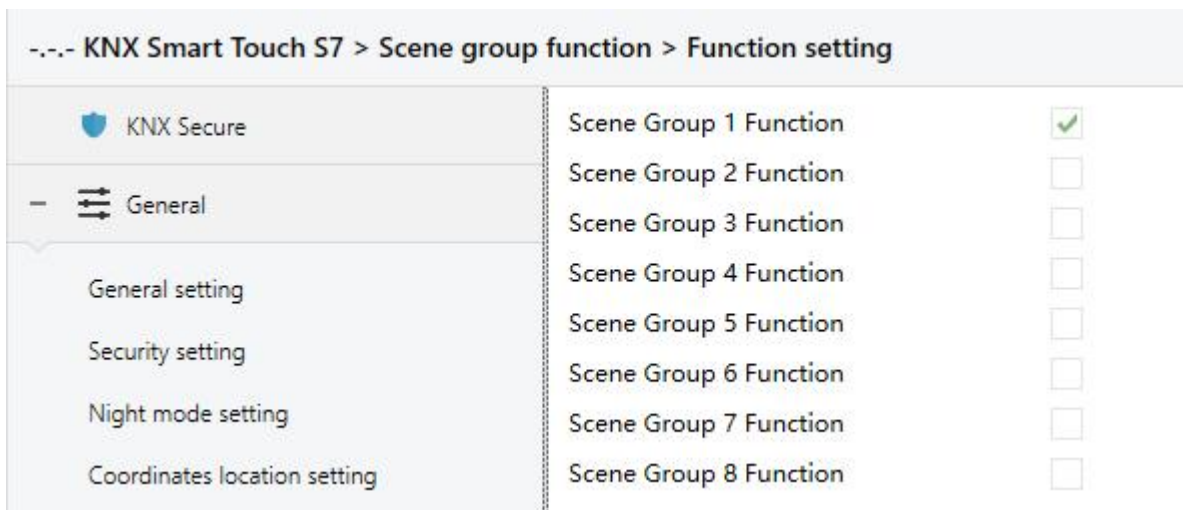 -.-.- KNX Smart Touch S7 > Scene group function > Function setting
KNX Secure
General
General setting
Security setting
Night mode setting
Coordinates location setting
Scene Group 1 Function
Scene Group 2 Function
Scene Group 3 Function
Scene Group 4 Function
Scene Group 5 Function
Scene Group 6 Function
Scene Group 7 Function
Scene Group 8 Function